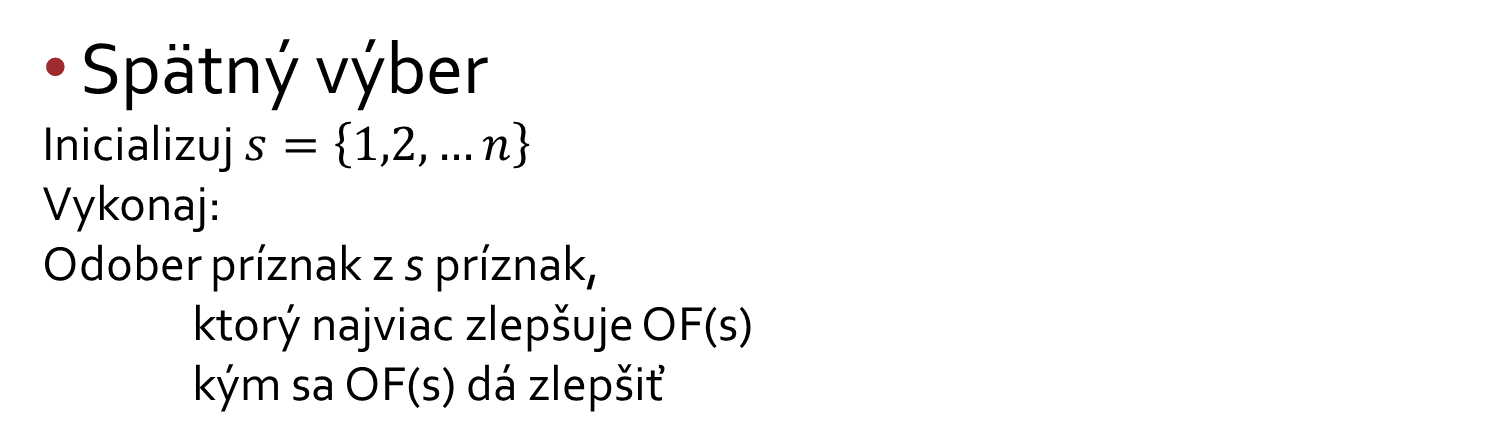 • Spätný výber
Inicializuj s = {1,2, … n}
Vykonaj:
Odober príznak z s príznak,
ktorý najviac zlepšuje OF(s)
kým sa OF(s) dá zlepšiť